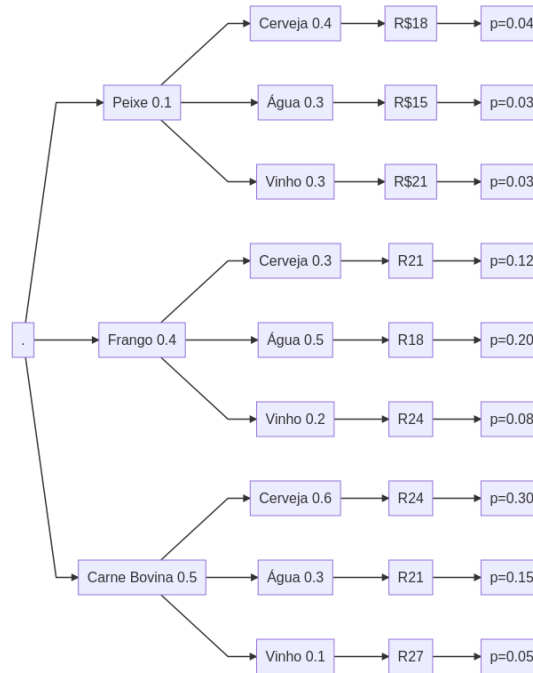 Cerveja 0.4 R$18 p=0.04
Peixe 0.1 Água 0.3 R$15 p=0.03
Vinho 0.3 R$21 p=0.03
Cerveja 0.3 R21 p=0.12
. Frango 0.4 Água 0.5 R18 p=0.20
Vinho 0.2 R24 p=0.08
Cerveja 0.6 R24 p=0.30
Carne Bovina 0.5 Água 0.3 R21 p=0.15
Vinho 0.1 R27 p=0.05